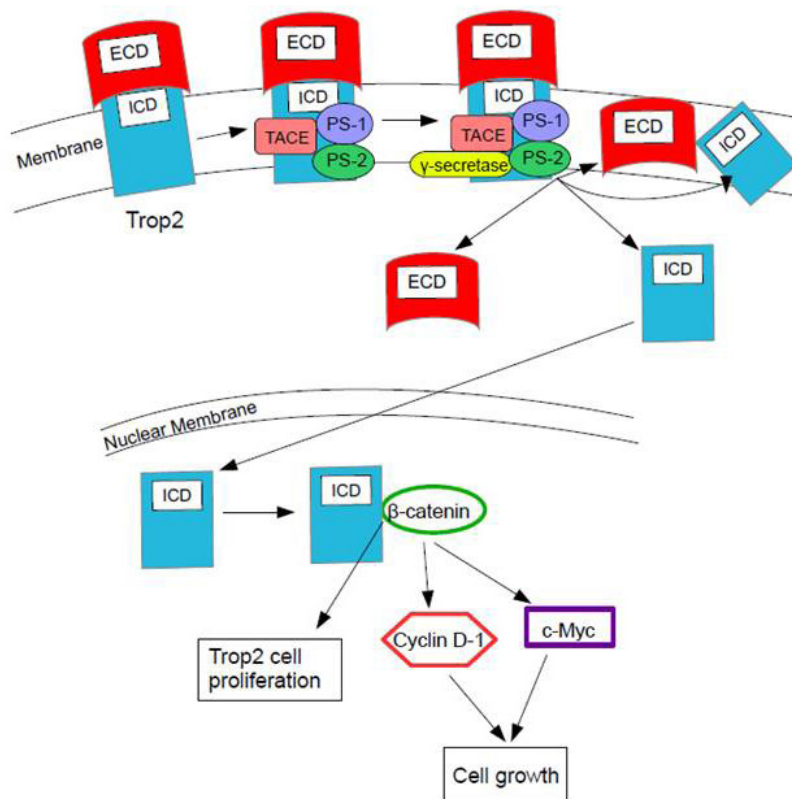 ECD
ECD
ECD
ICD
ICD
ICD
ECD
ICD
Membrane
TACE
PS-1
TACE
PS-1
PS-2
γ-secretase
PS-2
Trop2
ECD
ICD
Nuclear Membrane
ICD
ICD
β-catenin
Trop2 cell
proliferation
Cyclin D-1
c-Myc
Cell growth